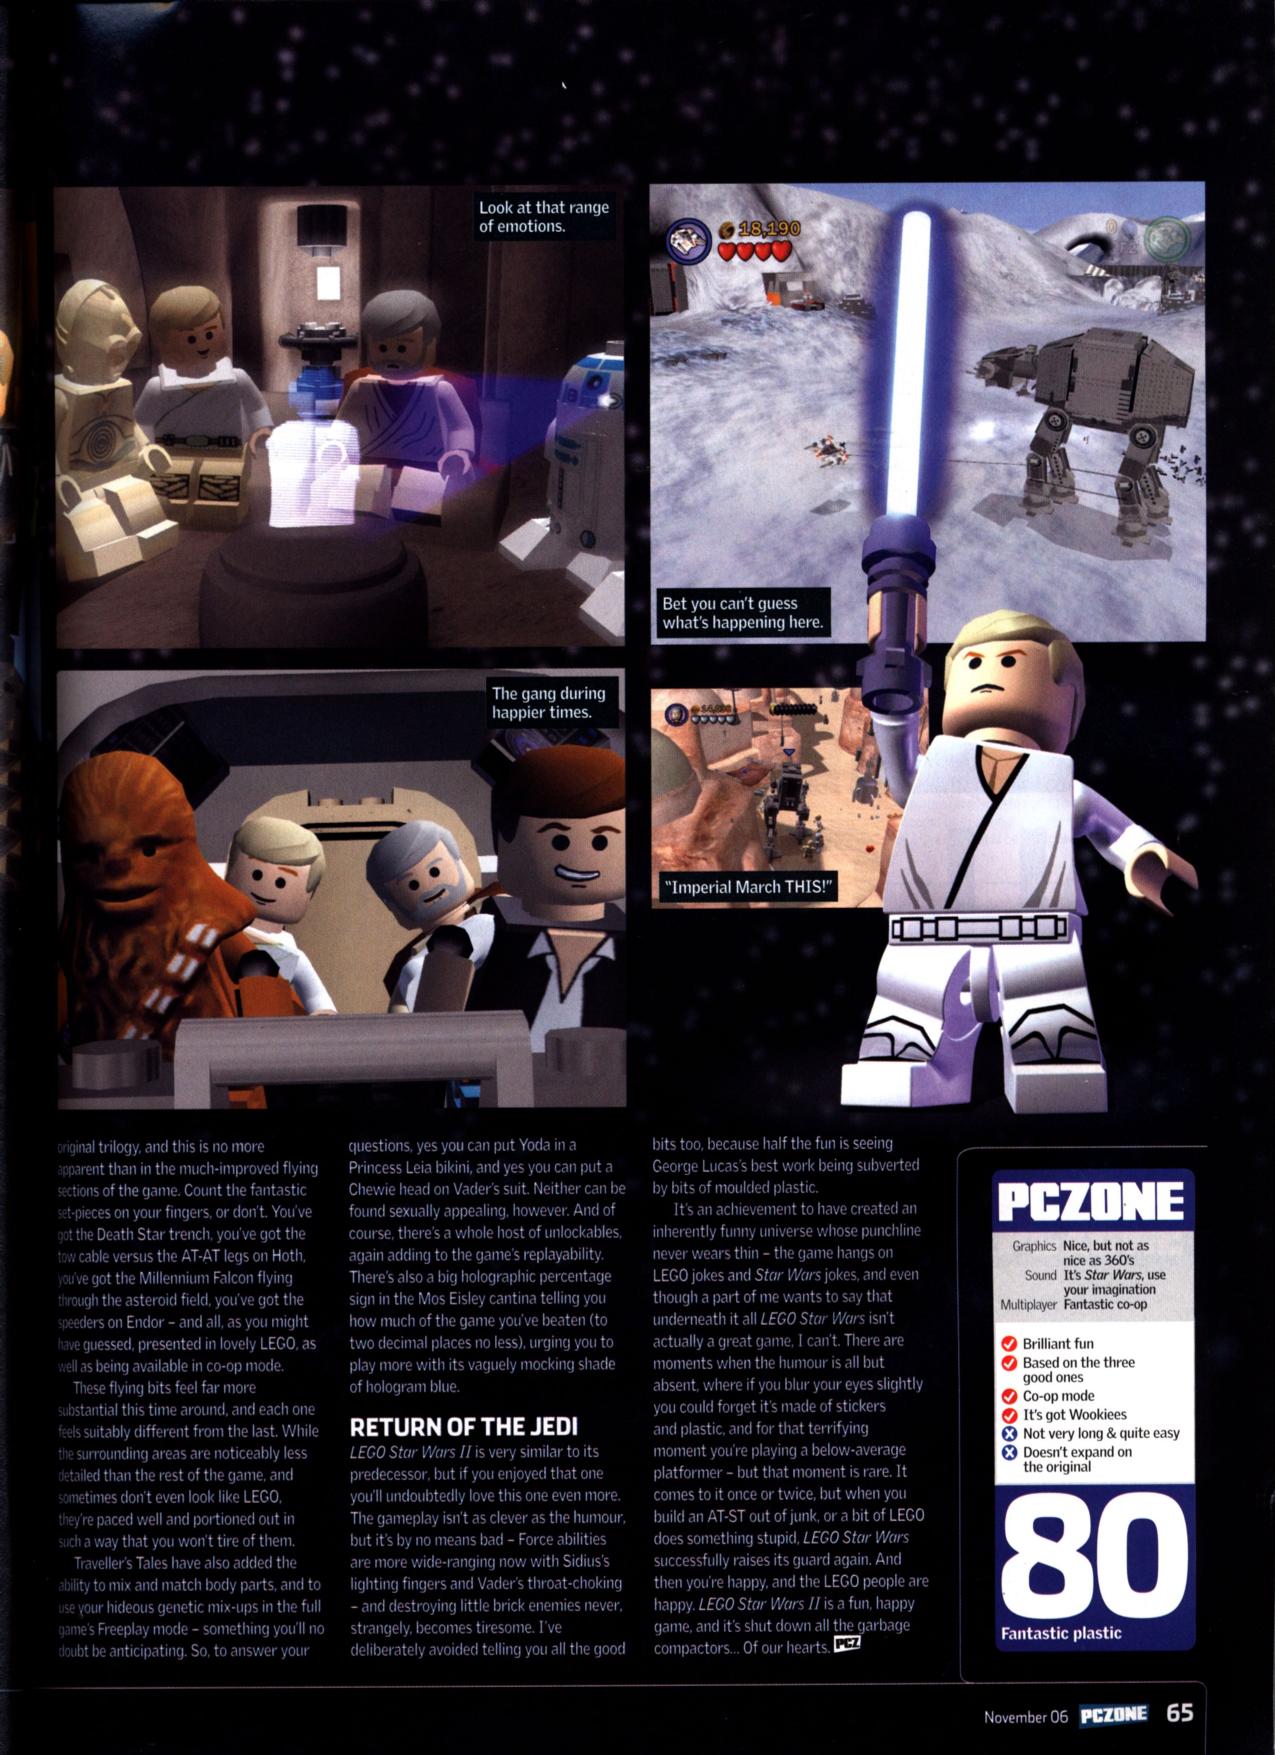 Look at that range
of emotions.
18,190
0
Bet you can't guess
what's happening here.
The gang during
happier times.
"Imperial March THIS!"
original trilogy, and this is no more
apparent than in the much-improved flying
sections of the game. Count the fantastic
set-pieces on your fingers, or don't. You've
got the Death Star trench, you've got the
tow cable versus the AT-AT legs on Hoth,
you've got the Millennium Falcon flying
through the asteroid field, you've got the
speeders on Endor – and all, as you might
have guessed, presented in lovely LEGO, as
well as being available in co-op mode.
These flying bits feel far more
substantial this time around, and each one
feels suitably different from the last. While
the surrounding areas are noticeably less
detailed than the rest of the game, and
sometimes don't even look like LEGO,
they're paced well and portioned out in
such a way that you won't tire of them.
Traveller's Tales have also added the
ability to mix and match body parts, and to
use your hideous genetic mix-ups in the full
game's Freeplay mode – something you'll no
doubt be anticipating. So, to answer your
questions, yes you can put Yoda in a
Princess Leia bikini, and yes you can put a
Chewie head on Vader's suit. Neither can be
found sexually appealing, however. And of
course, there's a whole host of unlockables,
again adding to the game's replayability.
There's also a big holographic percentage
sign in the Mos Eisley cantina telling you
how much of the game you've beaten (to
two decimal places no less), urging you to
play more with its vaguely mocking shade
of hologram blue.
RETURN OF THE JEDI
LEGO Star Wars II is very similar to its
predecessor, but if you enjoyed that one
you'll undoubtedly love this one even more.
The gameplay isn't as clever as the humour,
but it's by no means bad – Force abilities
are more wide-ranging now with Sidius's
lighting fingers and Vader's throat-choking
– and destroying little brick enemies never,
strangely, becomes tiresome. I've
deliberately avoided telling you all the good
bits too, because half the fun is seeing
George Lucas's best work being subverted
by bits of moulded plastic.
It's an achievement to have created an
inherently funny universe whose punchline
never wears thin – the game hangs on
LEGO jokes and Star Wars jokes, and even
though a part of me wants to say that
underneath it all LEGO Star Wars isn't
actually a great game, I can't. There are
moments when the humour is all but
absent, where if you blur your eyes slightly
you could forget it's made of stickers
and plastic, and for that terrifying
moment you're playing a below-average
platformer – but that moment is rare. It
comes to it once or twice, but when you
build an AT-ST out of junk, or a bit of LEGO
does something stupid, LEGO Star Wars
successfully raises its guard again. And
then you're happy, and the LEGO people are
happy. LEGO Star Wars II is a fun, happy
game, and it's shut down all the garbage
compactors... Of our hearts. PCZ
PCZONE
Graphics Nice, but not as
nice as 360's
Sound It's Star Wars, use
your imagination
Multiplayer Fantastic co-op
Brilliant fun
Based on the three
good ones
Co-op mode
It's got Wookiees
Not very long & quite easy
Doesn't expand on
the original
80
Fantastic plastic
November 06 PCZONE 65